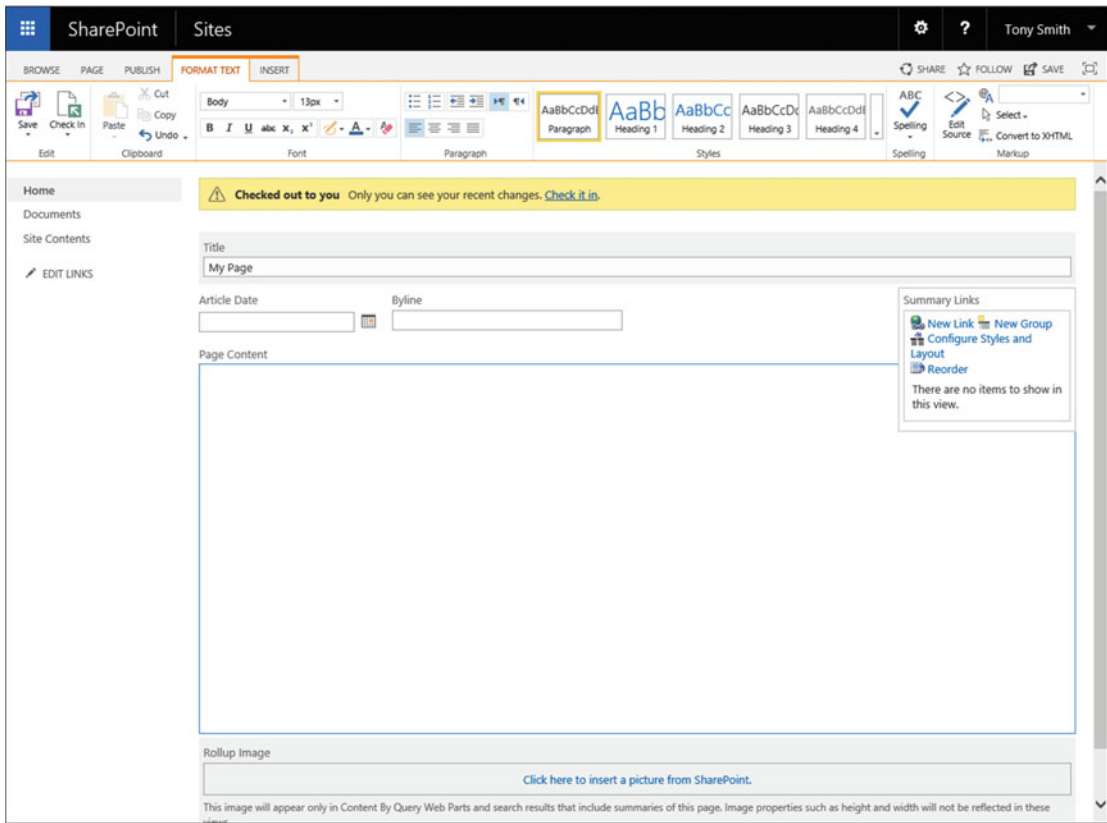 SharePoint Sites ? Tony Smith
BROWSE PAGE PUBLISH FORMAT TEXT INSERT SHARE FOLLOW SAVE
Save
Check In
Edit
Paste
Cut
Copy
Undo
Clipboard
Body 13px
B I U abc x₂ x² A
Font
Paragraph
AaBbCcDdI
Paragraph
AaBb
Heading 1
AaBbCc
Heading 2
AaBbCcDc
Heading 3
AaBbCcDdI
Heading 4
Styles
ABC
Spelling
Spelling
Edit
Source
Select
Convert to XHTML
Markup
Home
Documents
Site Contents
EDIT LINKS
Checked out to you Only you can see your recent changes. Check it in.
Title
My Page
Article Date
Byline
Summary Links
New Link New Group
Configure Styles and
Layout
Reorder
There are no items to show in
this view.
Page Content
Rollup Image
Click here to insert a picture from SharePoint.
This image will appear only in Content By Query Web Parts and search results that include summaries of this page. Image properties such as height and width will not be reflected in these
views.